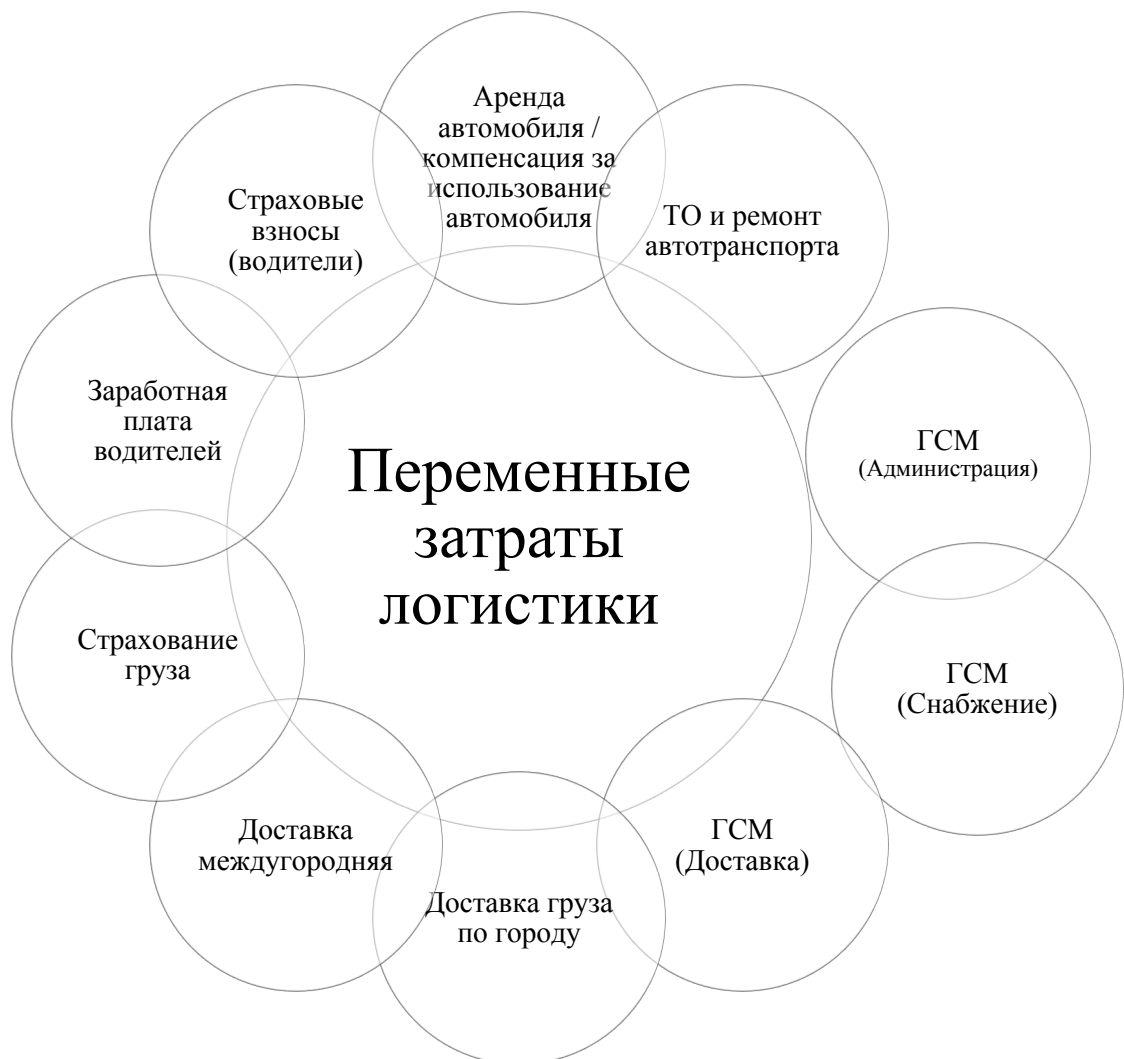 Аренда
автомобиля /
компенсация за
использование
автомобиля
ТО и ремонт
автотранспорта
ГСМ
(Администрация)
ГСМ
(Снабжение)
ГСМ
(Доставка)
Доставка груза
по городу
Доставка
междугородняя
Страхование
груза
Заработная
плата
водителей
Страховые
взносы
(водители)
Переменные
затраты
логистики